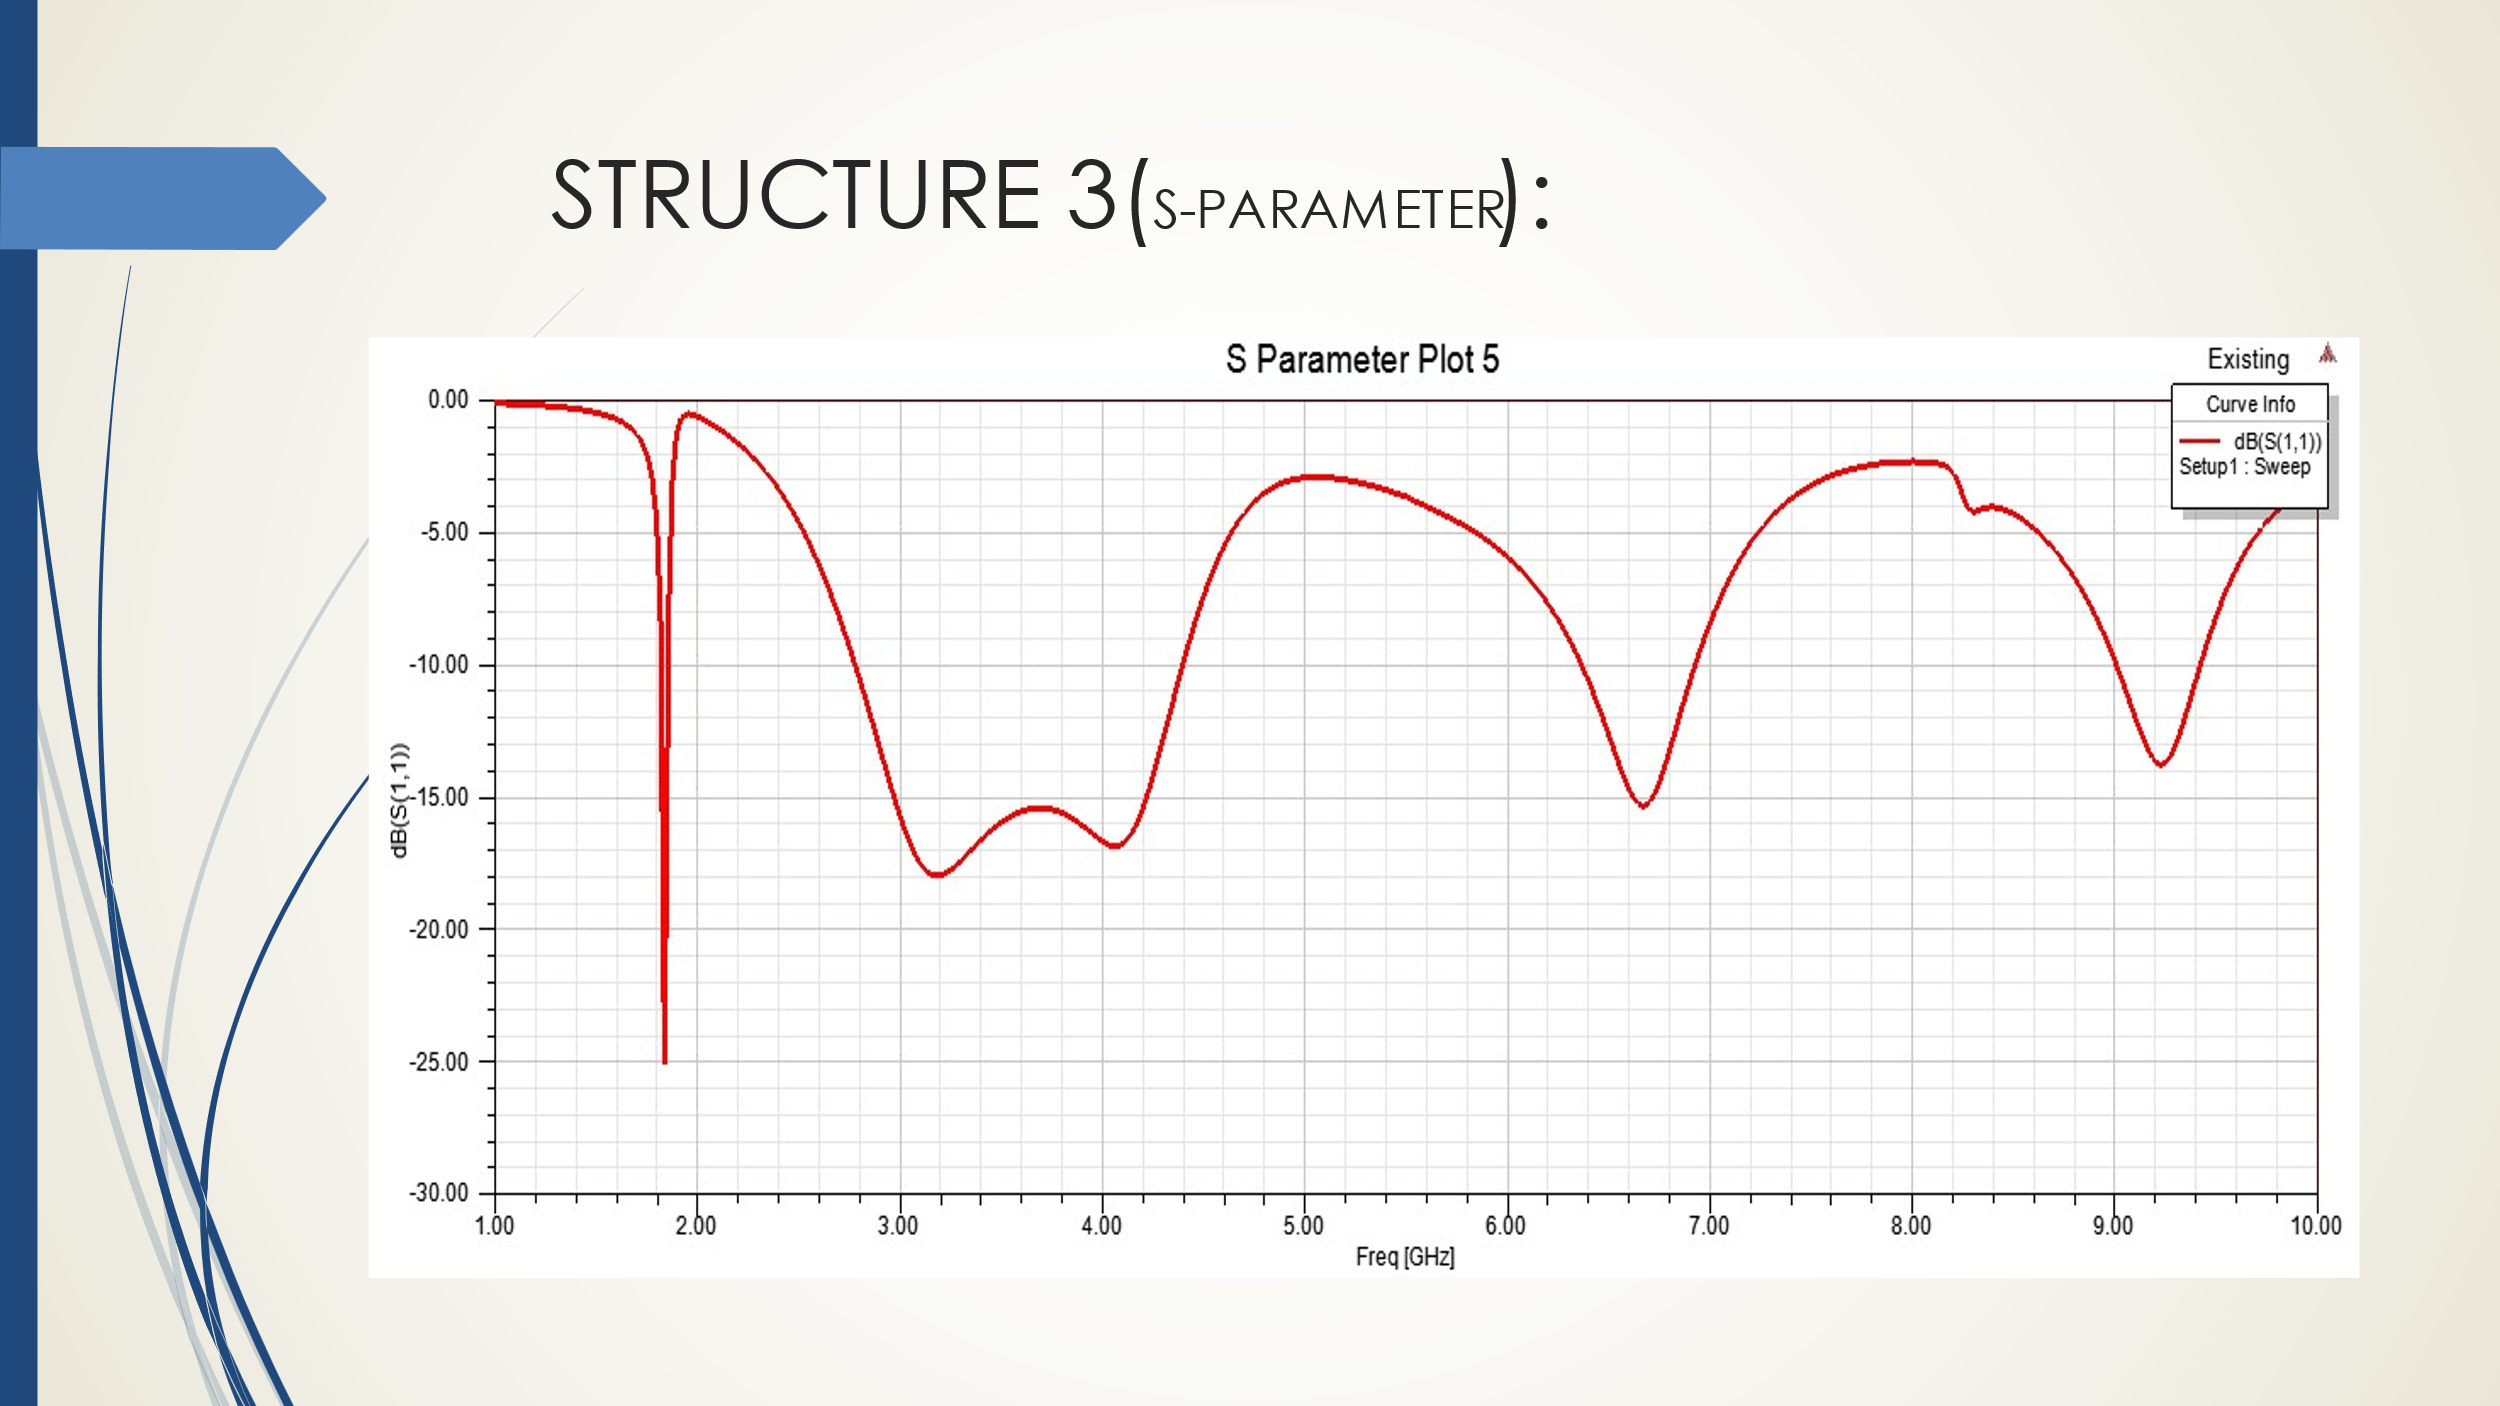 STRUCTURE 3(S-PARAMETER):
S Parameter Plot 5
Existing
Curve Info
dB(S(1,1))
Setup1 : Sweep
0.00
-5.00
-10.00
-15.00
-20.00
-25.00
-30.00
dB(S(1,1))
1.00 2.00 3.00 4.00 5.00 6.00 7.00 8.00 9.00 10.00
Freq [GHz]